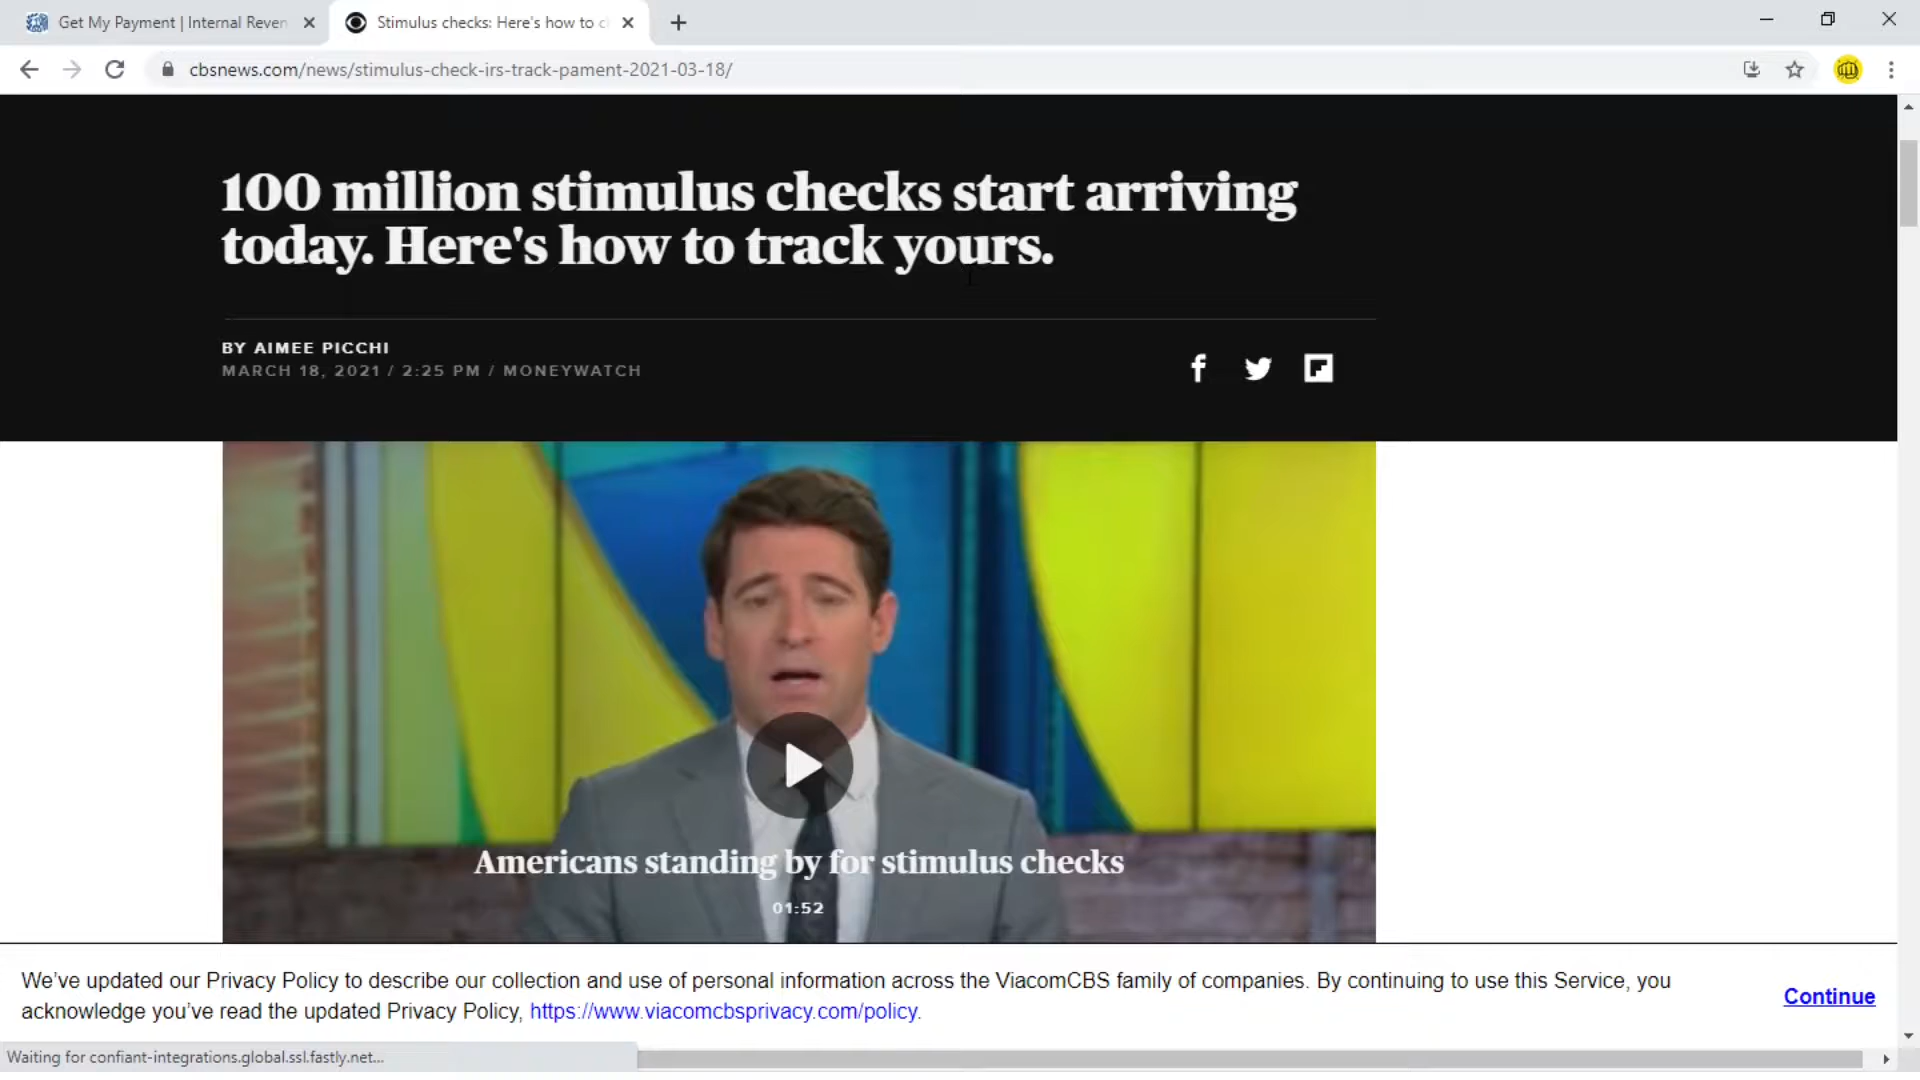 Get My Payment | Internal Reven
Stimulus checks: Here's how to c
cbsnews.com/news/stimulus-check-irs-track-pament-2021-03-18/
100 million stimulus checks start arriving
today. Here's how to track yours.
BY AIMEE PICCHI
MARCH 18, 2021 / 2:25 PM / MONEYWATCH
Americans standing by for stimulus checks
01:52
We've updated our Privacy Policy to describe our collection and use of personal information across the ViacomCBS family of companies. By continuing to use this Service, you
acknowledge you've read the updated Privacy Policy, https://www.viacomcbsprivacy.com/policy.
Continue
Waiting for confiant-integrations.global.ssl.fastly.net...